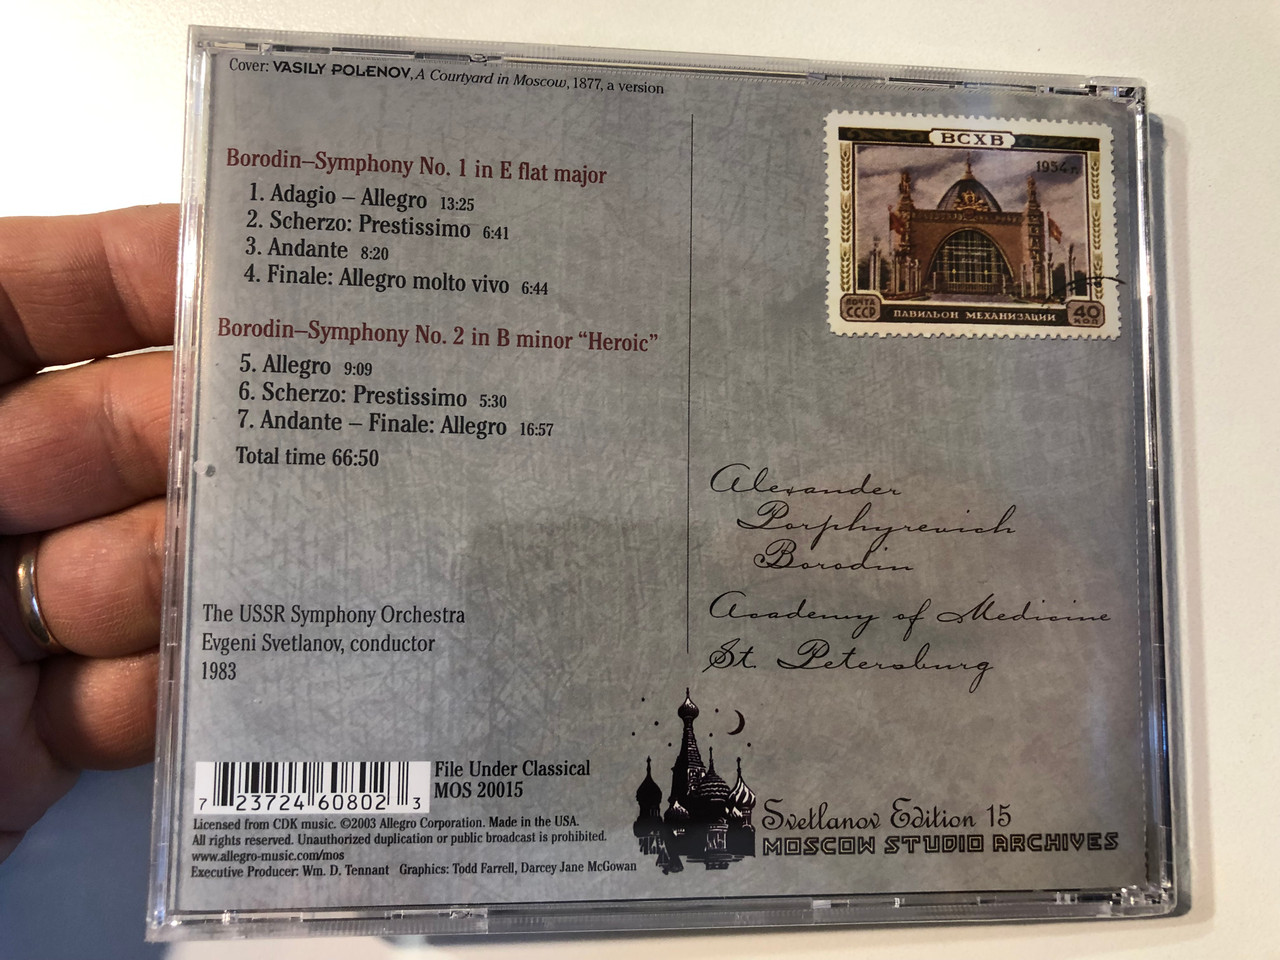 Cover: VASILY POLENOV, A Courtyard in Moscow, 1877, a version
Borodin–Symphony No. 1 in E flat major
1. Adagio – Allegro 13:25
2. Scherzo: Prestissimo 6:41
3. Andante 8:20
4. Finale: Allegro molto vivo 6:44
Borodin–Symphony No. 2 in B minor “Heroic”
5. Allegro 9:09
6. Scherzo: Prestissimo 5:30
7. Andante – Finale: Allegro 16:57
Total time 66:50
The USSR Symphony Orchestra
Evgeni Svetlanov, conductor
1983
7 23724 60802 3
File Under Classical
MOS 20015
Licensed from CDK music. ©2003 Allegro Corporation. Made in the USA.
All rights reserved. Unauthorized duplication or public broadcast is prohibited.
www.allegro-music.com/mos
Executive Producer: Wm. D. Tennant Graphics: Todd Farrell, Darcey Jane McGowan
ВСХВ
1954 г.
ПОЧТА
СССР
ПАВИЛЬОН МЕХАНИЗАЦИИ
40
КОП
Alexander
Porphyrevich
Borodin
Academy of Medicine
St. Petersburg
Svetlanov Edition 15
MOSCOW STUDIO ARCHIVES